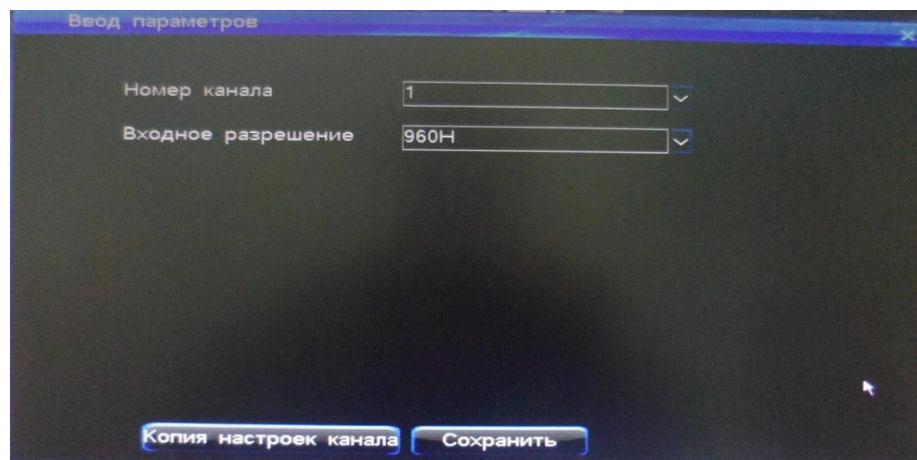 Ввод параметров
Номер канала 1
Входное разрешение 960H
Копия настроек канала Сохранить